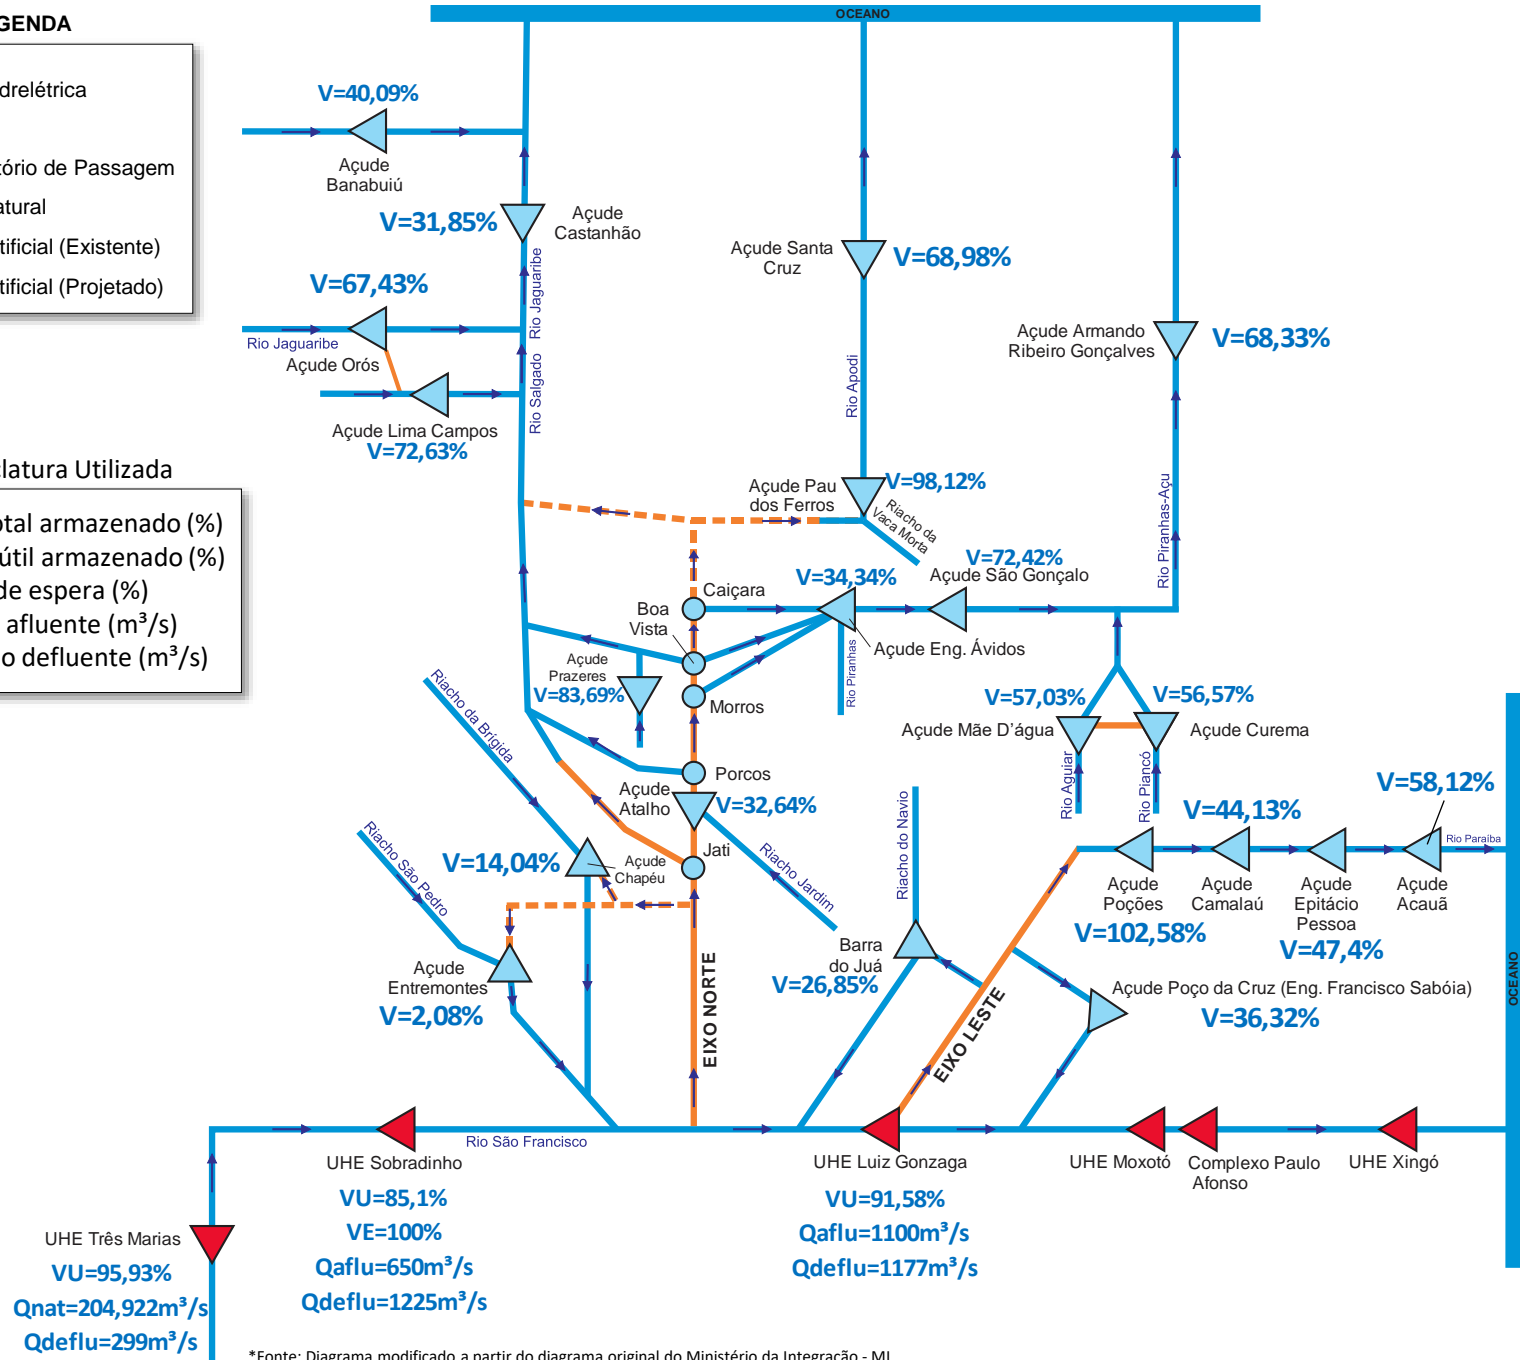 GENDA
drelétrica
tório de Passagem
atural
tificial (Existente)
tificial (Projetado)
clatura Utilizada
otal armazenado (%)
útil armazenado (%)
de espera (%)
afluente (m³/s)
o defluente (m³/s)
OCEANO
V=40,09%
Açude
Banabuiú
V=31,85%
Açude
Castanhão
Rio Jaguaribe
V=67,43%
Rio Jaguaribe
Açude Orós
Rio Salgado
Açude Lima Campos
V=72,63%
Açude Santa
Cruz
V=68,98%
Rio Apodi
Açude Armando
Ribeiro Gonçalves
V=68,33%
Rio Piranhas-Açu
Açude Pau
dos Ferros
V=98,12%
Riacho da
Vaca Morta
V=72,42%
Açude São Gonçalo
V=34,34%
Açude Eng. Ávidos
Rio Piranhas
Caiçara
Boa
Vista
Morros
Açude
Prazeres
V=83,69%
Porcos
Açude
Atalho
V=32,64%
Jati
Riacho Jardim
Riacho da Brígida
V=14,04%
Açude
Chapéu
Riacho São Pedro
Açude
Entremontes
V=2,08%
EIXO NORTE
V=57,03%
V=56,57%
Açude Mãe D'água
Açude Curema
Rio Aguiar
Rio Piancó
V=58,12%
V=44,13%
Rio Paraíba
Açude
Poções
V=102,58%
Açude
Camalaú
Açude
Epitácio
Pessoa
V=47,4%
Açude
Acauã
OCEANO
Riacho do Navio
Barra
do Juá
V=26,85%
EIXO LESTE
Açude Poço da Cruz (Eng. Francisco Sabóia)
V=36,32%
Rio São Francisco
UHE Sobradinho
VU=85,1%
VE=100%
Qaflu=650m³/s
Qdeflu=1225m³/s
UHE Luiz Gonzaga
VU=91,58%
Qaflu=1100m³/s
Qdeflu=1177m³/s
UHE Moxotó
Complexo Paulo
Afonso
UHE Xingó
UHE Três Marias
VU=95,93%
Qnat=204,922m³/s
Qdeflu=299m³/s
*Fonte: Diagrama modificado a partir do diagrama original do Ministério da Integração - MI